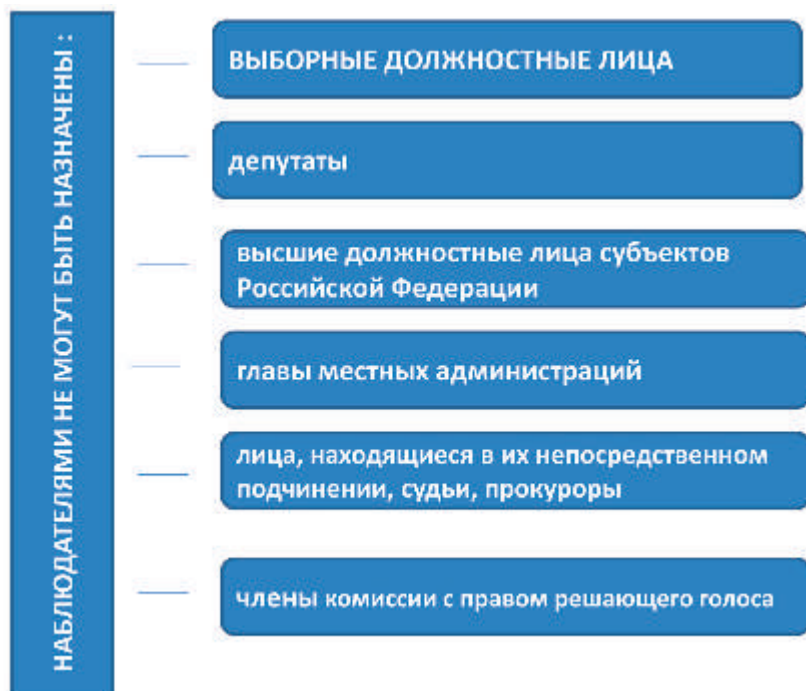 НАБЛЮДАТЕЛЯМИ НЕ МОГУТ БЫТЬ НАЗНАЧЕНЫ :
ВЫБОРНЫЕ ДОЛЖНОСТНЫЕ ЛИЦА
депутаты
высшие должностные лица субъектов
Российской Федерации
главы местных администраций
лица, находящиеся в их непосредственном
подчинении, судьи, прокуроры
члены комиссии с правом решающего голоса